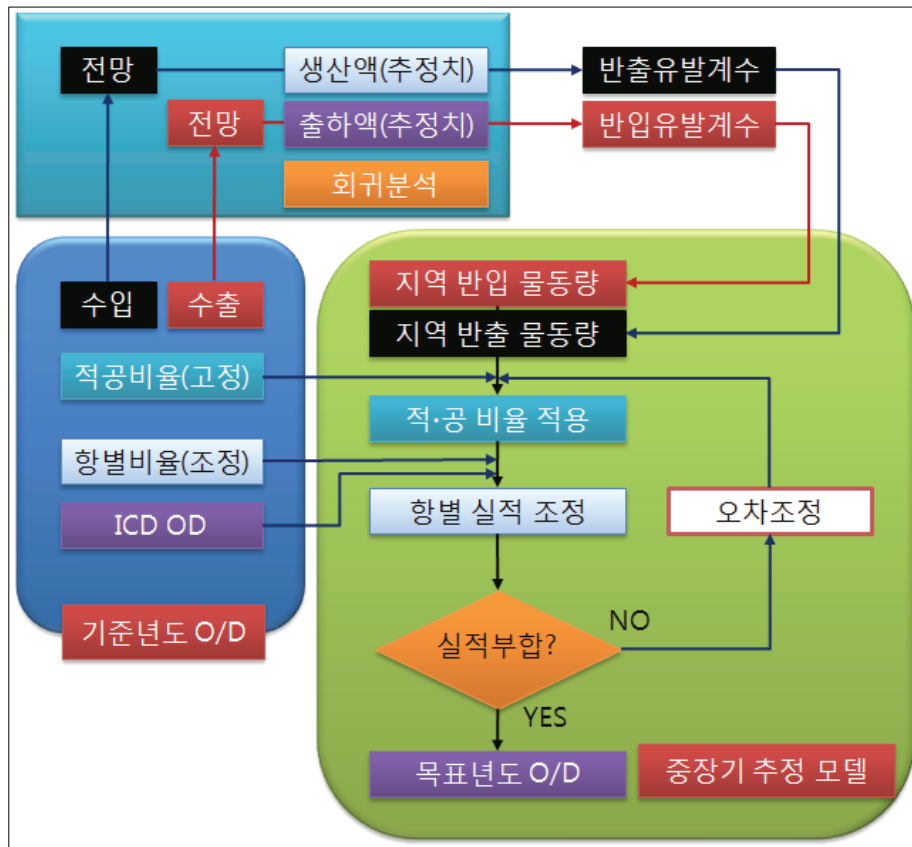 전망
생산액(추정치)
반출유발계수
전망
출하액(추정치)
반입유발계수
회귀분석
수입
수출
적공비율(고정)
항별비율(조정)
ICD OD
기준년도 O/D
지역 반입 물동량
지역 반출 물동량
적·공 비율 적용
항별 실적 조정
오차조정
실적부합?
NO
YES
목표년도 O/D
중장기 추정 모델